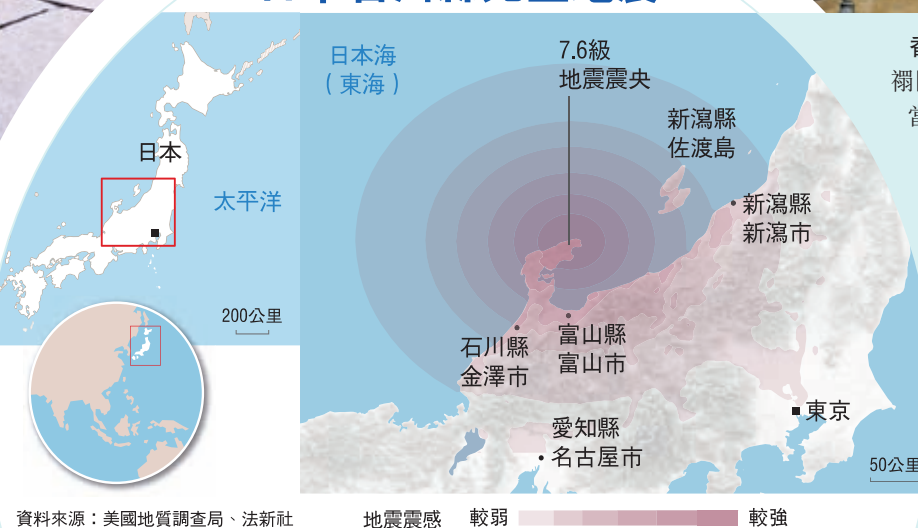 日本海
（東海）
7.6級
地震震央
新瀉縣
佐渡島
日本
太平洋
新瀉縣
新瀉市
200公里
石川縣
金澤市
富山縣
富山市
東京
愛知縣
名古屋市
50公里
資料來源：美國地質調查局、法新社
地震震感 較弱 較強